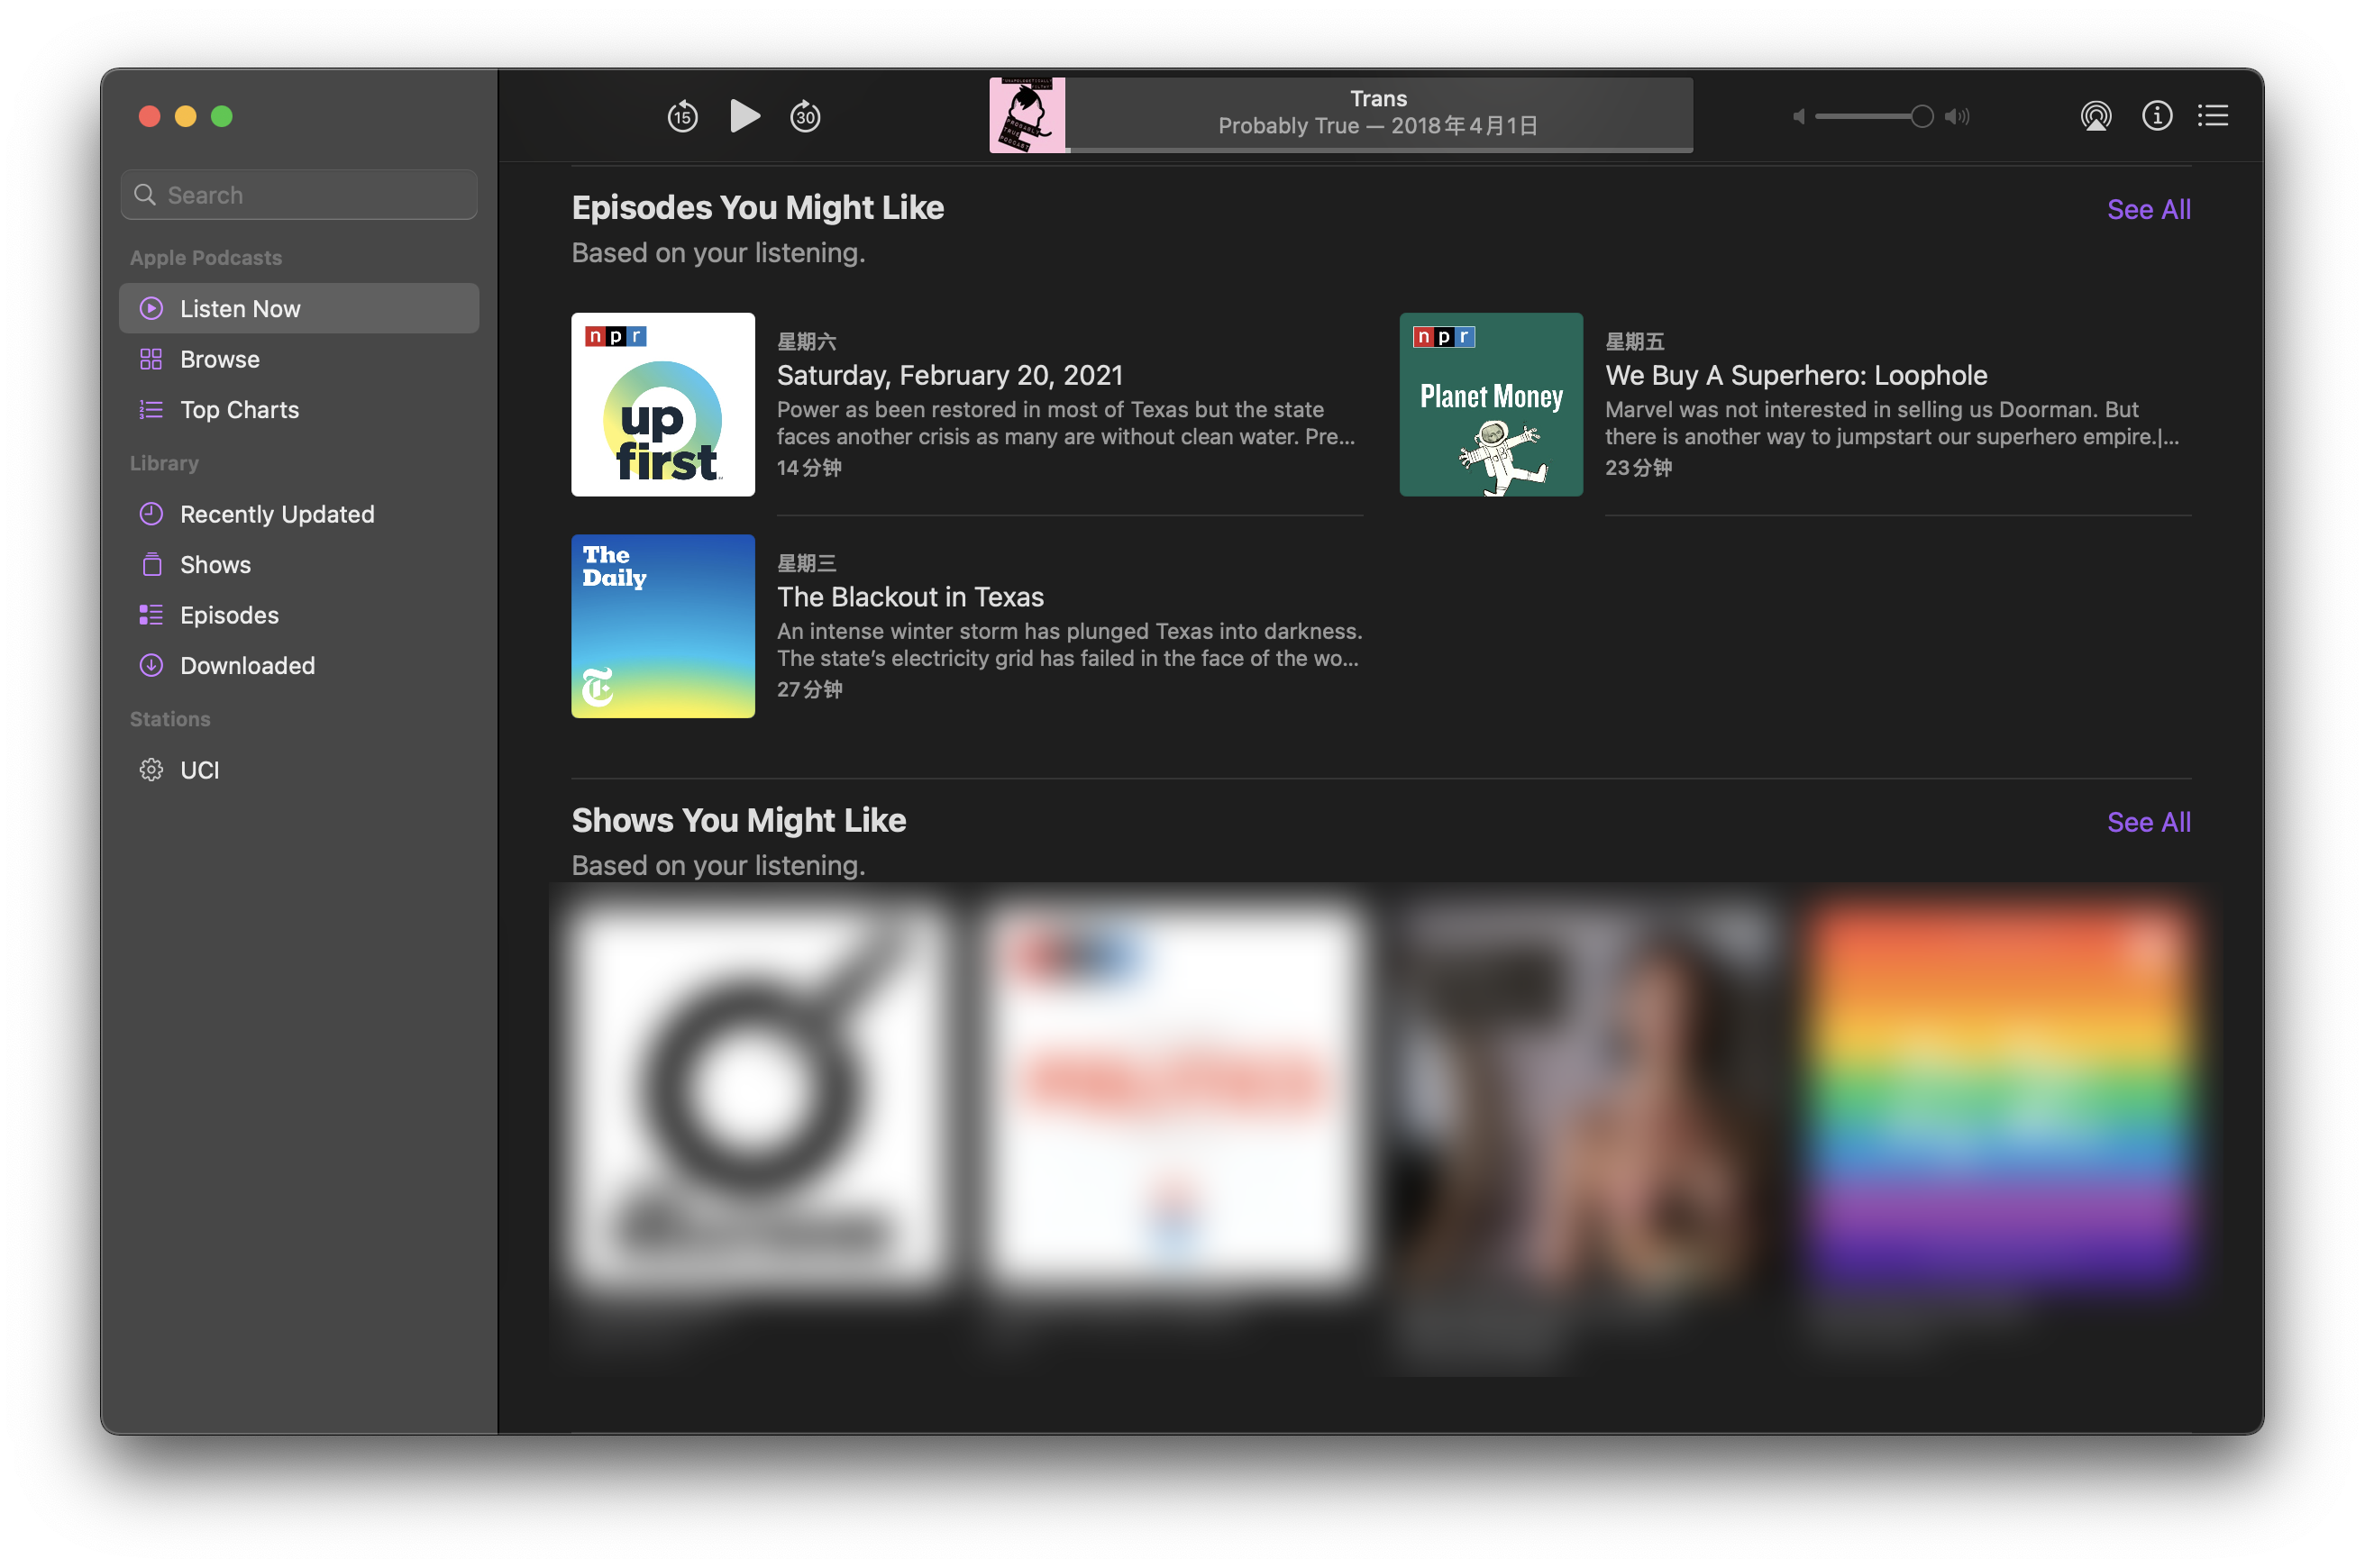 Search
Apple Podcasts
Listen Now
Browse
Top Charts
Library
Recently Updated
Shows
Episodes
Downloaded
Stations
UCI
15
30
PROBABLY
TRUE
PODCAST
Trans
Probably True — 2018年4月1日
Episodes You Might Like
See All
Based on your listening.
npr
up
first
星期六
Saturday, February 20, 2021
Power as been restored in most of Texas but the state
faces another crisis as many are without clean water. Pre...
14分钟
npr
Planet Money
星期五
We Buy A Superhero: Loophole
Marvel was not interested in selling us Doorman. But
there is another way to jumpstart our superhero empire.|...
23分钟
The
Daily
星期三
The Blackout in Texas
An intense winter storm has plunged Texas into darkness.
The state’s electricity grid has failed in the face of the wo...
27分钟
Shows You Might Like
See All
Based on your listening.